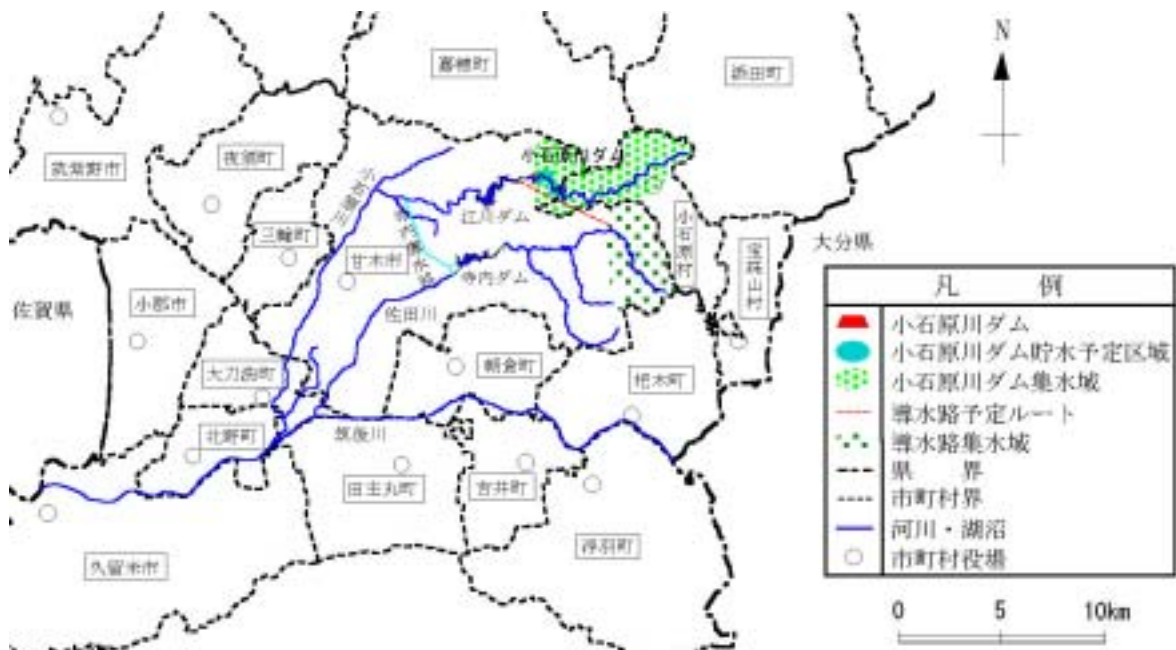 N
嘉穂町
添田町
小石原川ダム
筑紫野市
夜須町
小石原川
三輪町
江川ダム
小石原村
大分県
宝珠山村
甘木市
寺内ダム
佐賀県
小郡市
佐田川
朝倉町
大刀洗町
杷木町
北野町
筑後川
田主丸町
吉井町
浮羽町
久留米市
凡 例
小石原川ダム
小石原川ダム貯水予定区域
小石原川ダム集水域
導水路予定ルート
導水路集水域
県 界
市町村界
河川・湖沼
市町村役場
0 5 10km